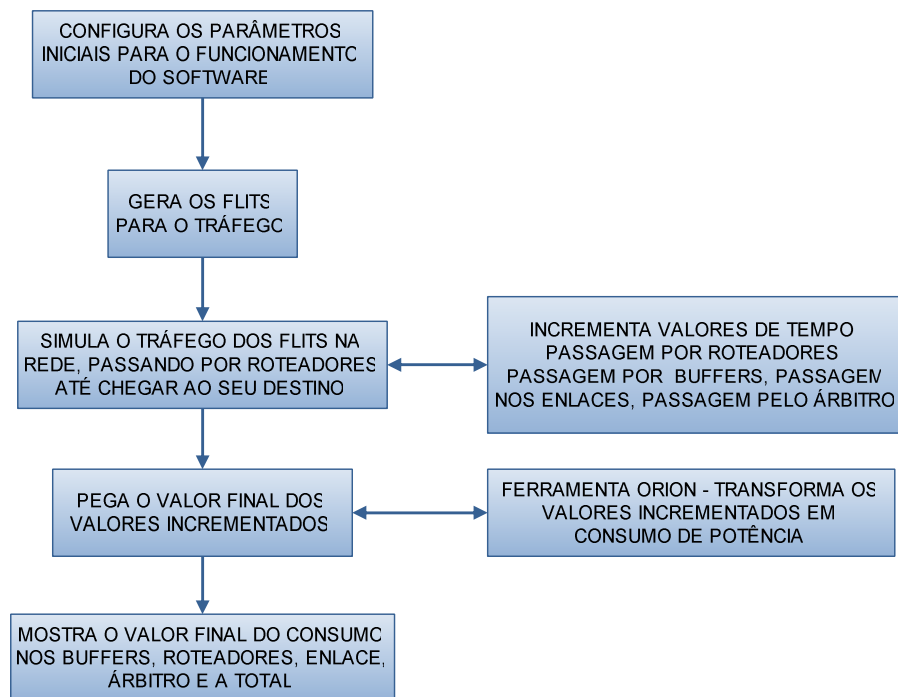 CONFIGURA OS PARÂMETROS
INICIAIS PARA O FUNCIONAMENTO
DO SOFTWARE
GERA OS FLITS
PARA O TRÁFEGO
SIMULA O TRÁFEGO DOS FLITS NA
REDE, PASSANDO POR ROTEADORES
ATÉ CHEGAR AO SEU DESTINO
INCREMENTA VALORES DE TEMPO
PASSAGEM POR ROTEADORES
PASSAGEM POR BUFFERS, PASSAGEM
NOS ENLACES, PASSAGEM PELO ÁRBITRO
PEGA O VALOR FINAL DOS
VALORES INCREMENTADOS
FERRAMENTA ORION - TRANSFORMA OS
VALORES INCREMENTADOS EM
CONSUMO DE POTÊNCIA
MOSTRA O VALOR FINAL DO CONSUMO
NOS BUFFERS, ROTEADORES, ENLACE,
ÁRBITRO E A TOTAL